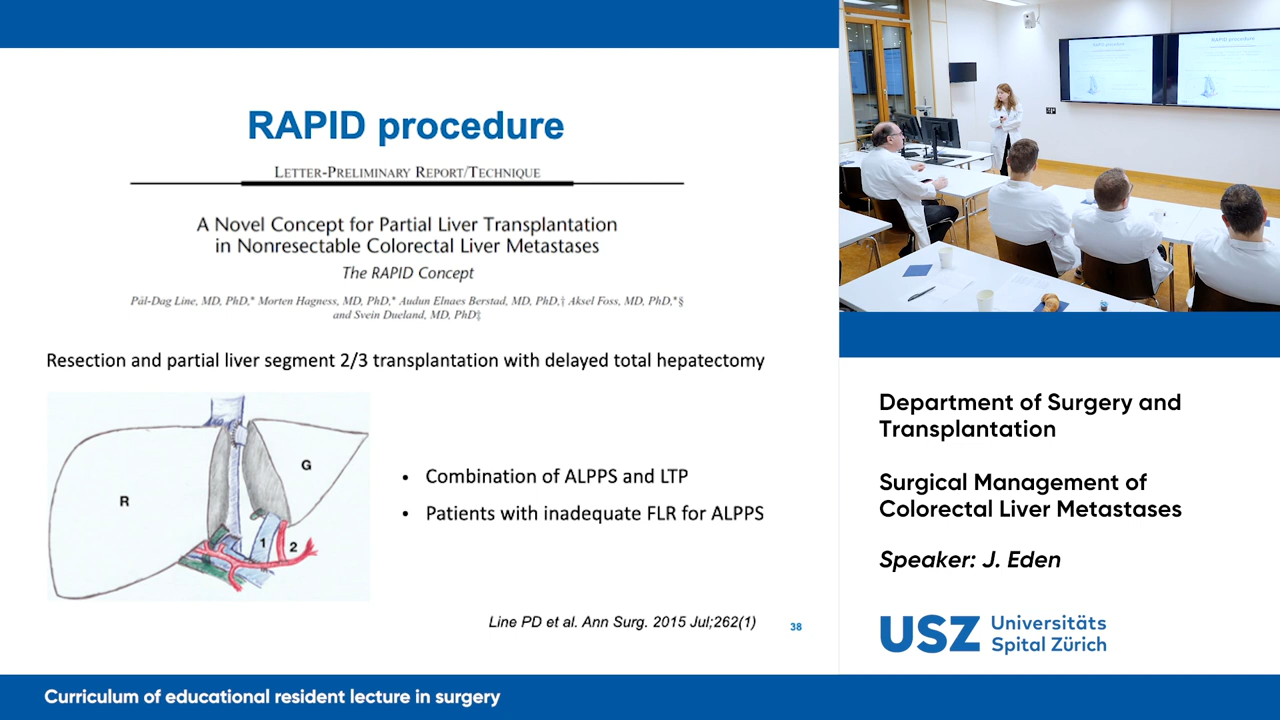 RAPID procedure
LETTER-PRELIMINARY REPORT/TECHNIQUE
A Novel Concept for Partial Liver Transplantation
in Nonresectable Colorectal Liver Metastases
The RAPID Concept
Pål-Dag Line, MD, PhD,* Morten Hagness, MD, PhD,* Audun Elnaes Berstad, MD, PhD,† Aksel Foss, MD, PhD,*§
and Svein Dueland, MD, PhD‡
Resection and partial liver segment 2/3 transplantation with delayed total hepatectomy
R
G
1
2
• Combination of ALPPS and LTP
• Patients with inadequate FLR for ALPPS
Line PD et al. Ann Surg. 2015 Jul;262(1)
38
RAPID procedure
RAPID procedure
Department of Surgery and
Transplantation
Surgical Management of
Colorectal Liver Metastases
Speaker: J. Eden
USZ Universitäts
Spital Zürich
Curriculum of educational resident lecture in surgery